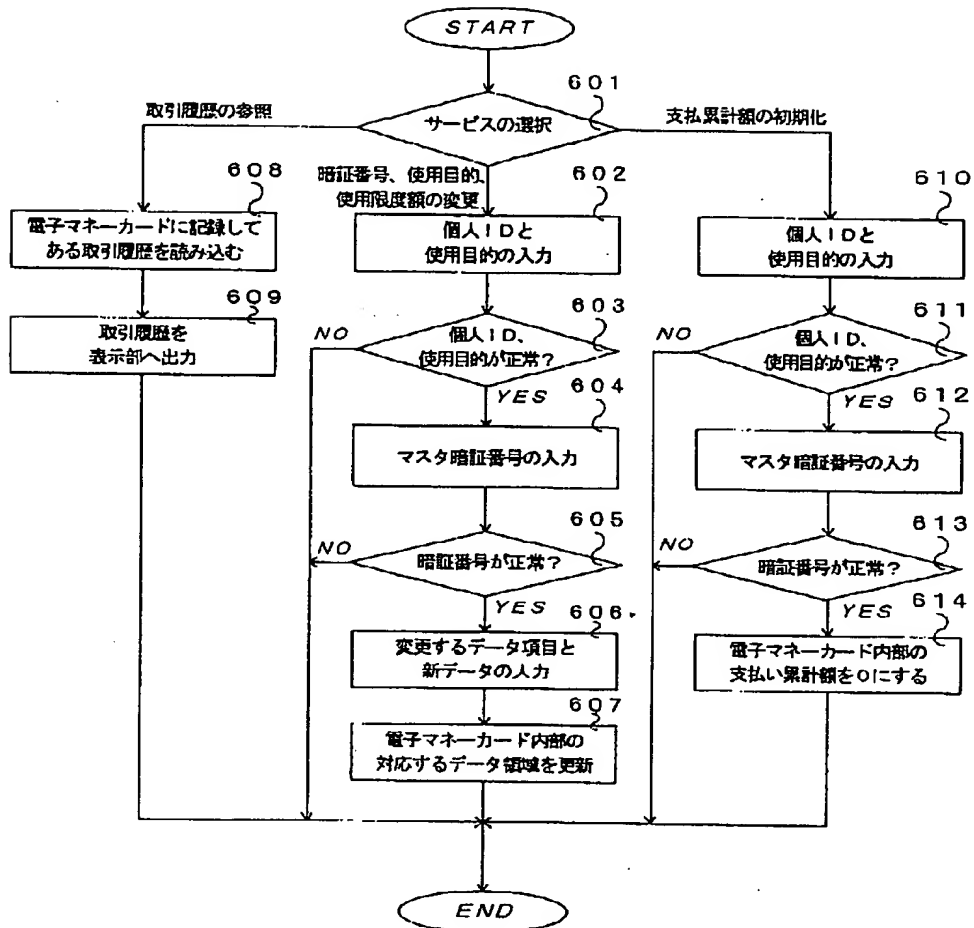 START
601
サービスの選択
取引履歴の参照
支払累計額の初期化
暗証番号、使用目的、
使用限度額の変更
608
電子マネーカードに記録して
ある取引履歴を読み込む
609
取引履歴を
表示部へ出力
602
個人IDと
使用目的の入力
603
個人ID、
使用目的が正常?
NO
YES
604
マスタ暗証番号の入力
605
暗証番号が正常?
NO
YES
606
変更するデータ項目と
新データの入力
607
電子マネーカード内部の
対応するデータ領域を更新
610
個人IDと
使用目的の入力
611
個人ID、
使用目的が正常?
NO
YES
612
マスタ暗証番号の入力
613
暗証番号が正常?
NO
YES
614
電子マネーカード内部の
支払い累計額を0にする
END